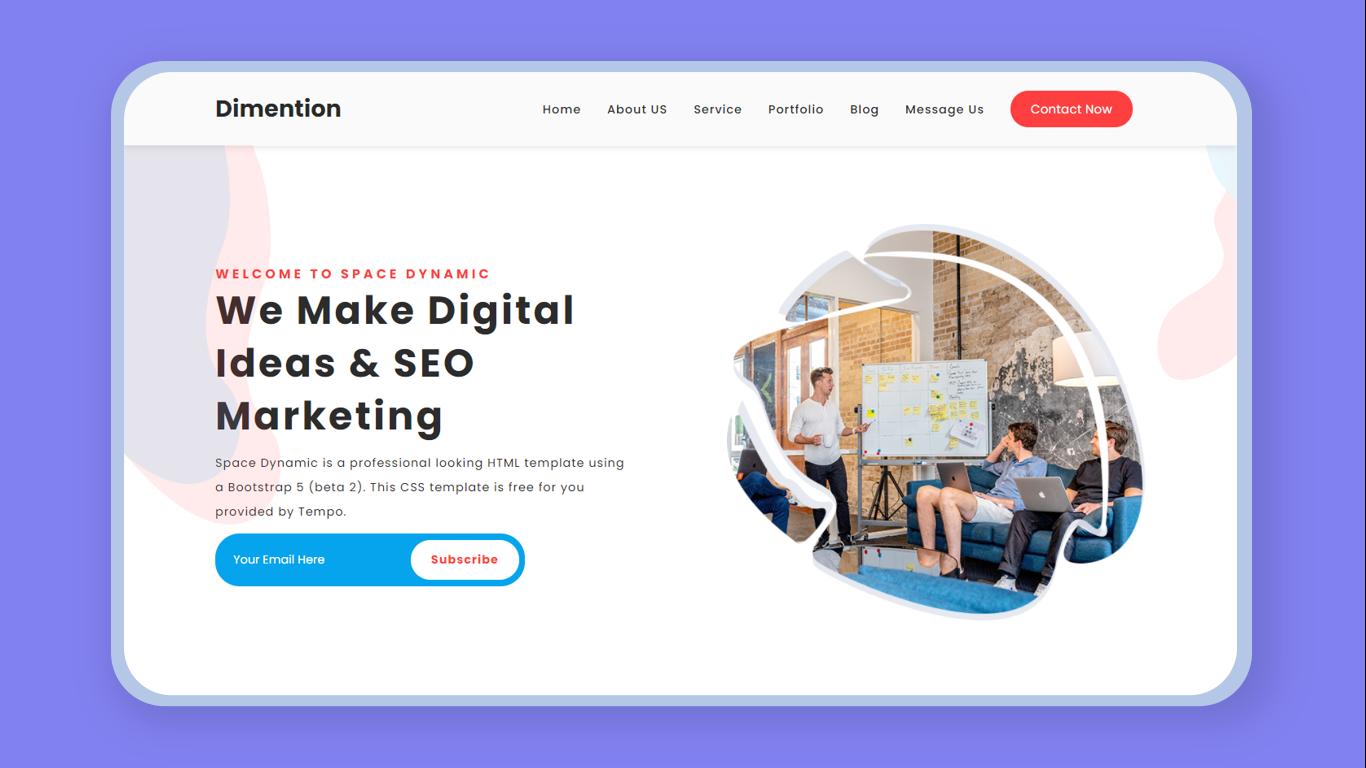 Dimention
Home About US Service Portfolio Blog Message Us Contact Now
WELCOME TO SPACE DYNAMIC
We Make Digital
Ideas & SEO
Marketing
Space Dynamic is a professional looking HTML template using
a Bootstrap 5 (beta 2). This CSS template is free for you
provided by Tempo.
Your Email Here Subscribe